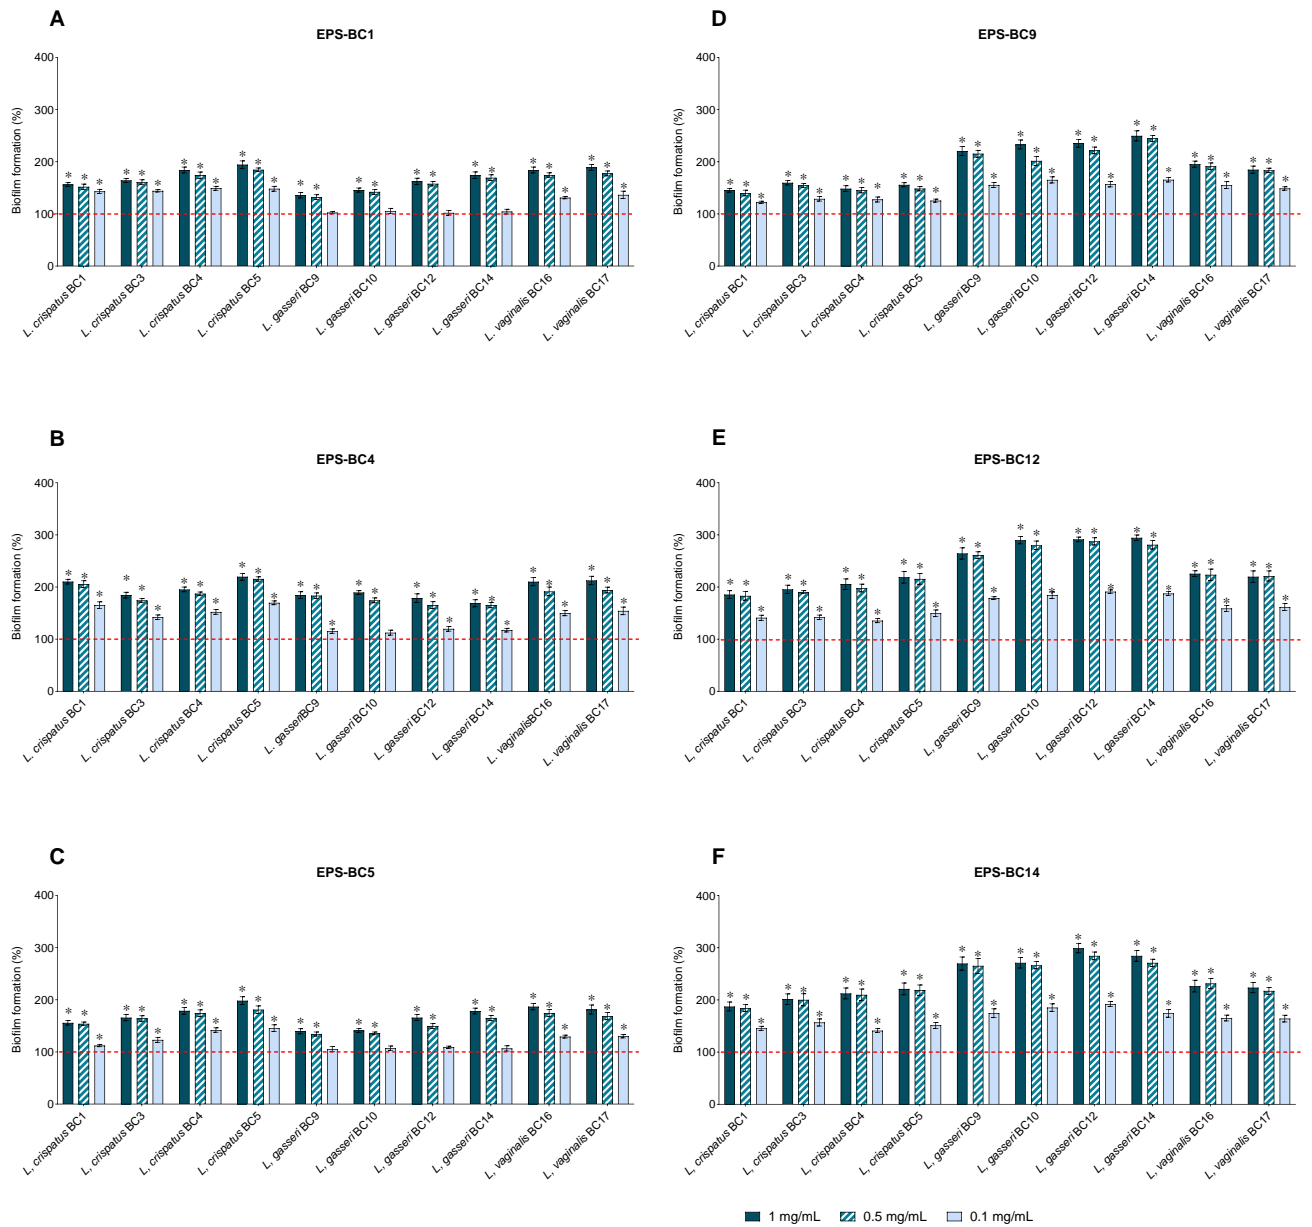 A
EPS-BC1
Biofilm formation (%)
400
300
200
100
0
* * * * * * * * * * * * * * * * * * * * * * * * * *
L. crispatus BC1
L. crispatus BC3
L. crispatus BC4
L. crispatus BC5
L. gasseri BC9
L. gasseri BC10
L. gasseri BC12
L. gasseri BC14
L. vaginalis BC16
L. vaginalis BC17
D
EPS-BC9
Biofilm formation (%)
400
300
200
100
0
* * * * * * * * * * * * * * * * * * * * * * * * * * * * * *
L, crispatus BC1
L, crispatus BC3
L, crispatus BC4
L, crispatus BC5
L, gasseri BC9
L, gasseri BC10
L, gasseri BC12
L, gasseri BC14
L, vaginalis BC16
L, vaginalis BC17
B
EPS-BC4
Biofilm formation (%)
400
300
200
100
0
* * * * * * * * * * * * * * * * * * * * * * * * * * * * *
L. crispatus BC1
L. crispatus BC3
L. crispatus BC4
L. crispatus BC5
L. gasseriBC9
L. gasseri BC10
L. gasseri BC12
L. gasseri BC14
L. vaginalisBC16
L. vaginalis BC17
E
EPS-BC12
Biofilm formation (%)
400
300
200
100
0
* * * * * * * * * * * * * * * * * * * * * * * * * * * * * *
L, crispatus BC1
L, crispatus BC3
L, crispatus BC4
L, crispatus BC5
L, gasseri BC9
L, gasseri BC10
L, gasseri BC12
L, gasseri BC14
L, vaginalis BC16
L, vaginalis BC17
C
EPS-BC5
Biofilm formation (%)
400
300
200
100
0
* * * * * * * * * * * * * * * * * * * * * * * * * *
L, crispatus BC1
L, crispatus BC3
L, crispatus BC4
L, crispatus BC5
L, gasseri BC9
L, gasseri BC10
L, gasseri BC12
L, gasseri BC14
L, vaginalis BC16
L, vaginalis BC17
F
EPS-BC14
Biofilm formation (%)
400
300
200
100
0
* * * * * * * * * * * * * * * * * * * * * * * * * * * * * *
L, crispatus BC1
L, crispatus BC3
L, crispatus BC4
L, crispatus BC5
L, gasseri BC9
L, gasseri BC10
L, gasseri BC12
L, gasseri BC14
L, vaginalis BC16
L, vaginalis BC17
1 mg/mL 0.5 mg/mL 0.1 mg/mL